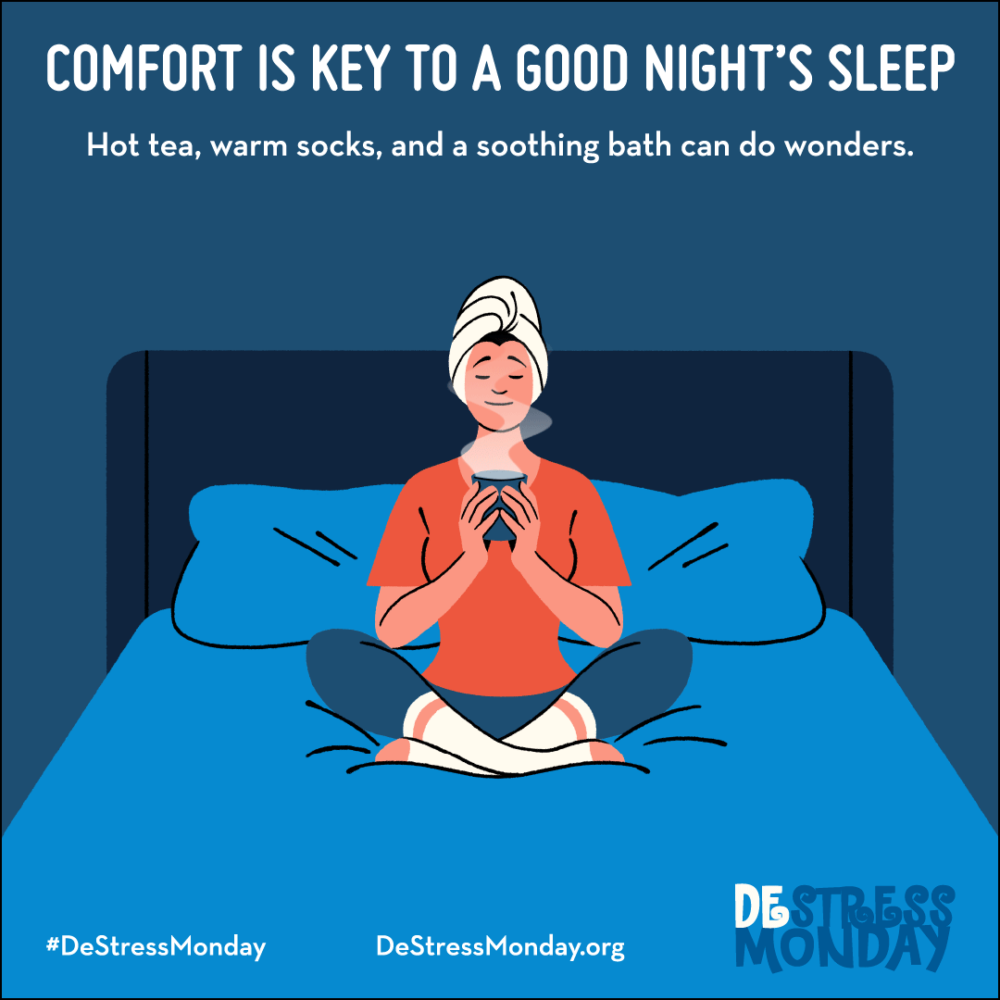 COMFORT IS KEY TO A GOOD NIGHT'S SLEEP
Hot tea, warm socks, and a soothing bath can do wonders.
#DeStressMonday
DeStressMonday.org
DESTRESS
MONDAY